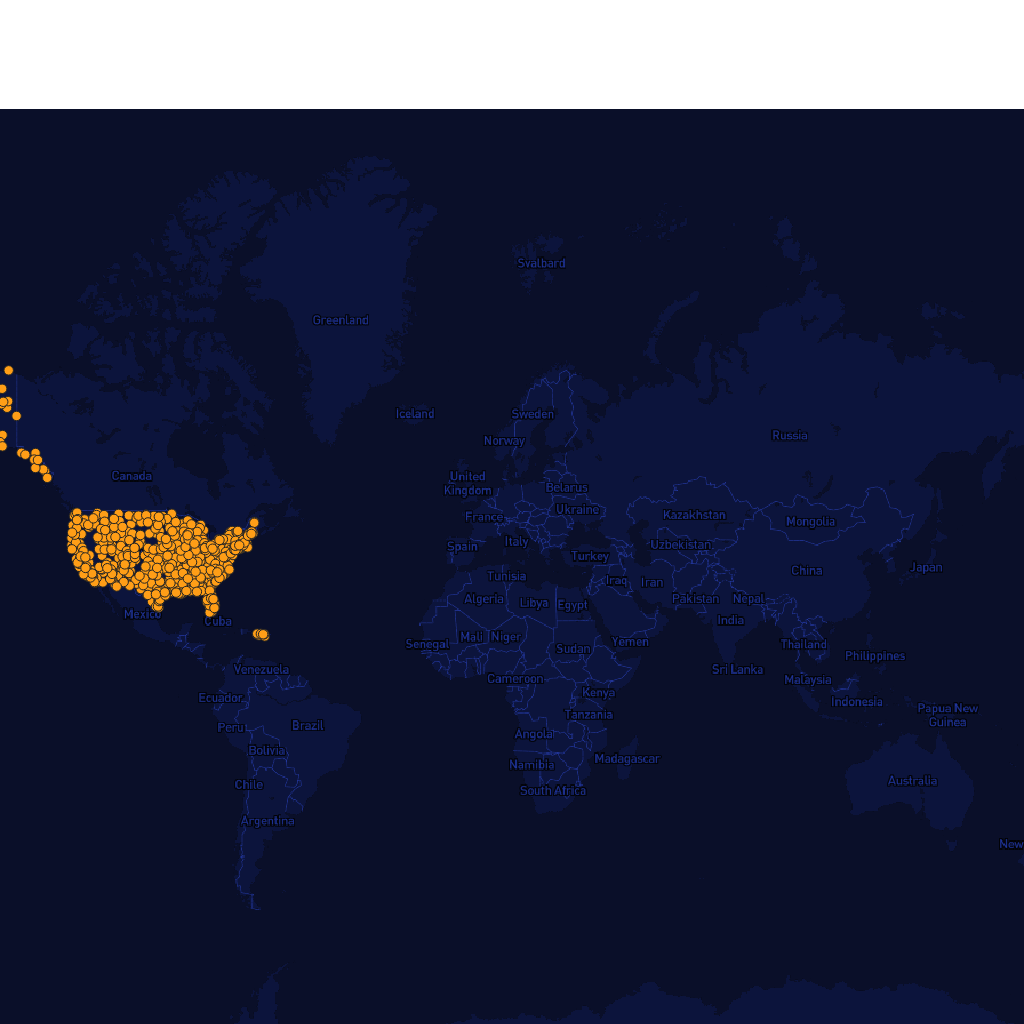 Svalbard
Greenland
Iceland
Sweden
Norway
Russia
Canada
United
Kingdom
Belarus
Ukraine
France
Kazakhstan
Mongolia
Spain
Italy
Turkey
Uzbekistan
China
Japan
Tunisia
Iraq
Iran
Algeria
Libya
Egypt
Pakistan
Nepal
Mexico
Cuba
India
Senegal
Mali
Niger
Sudan
Yemen
Thailand
Philippines
Venezuela
Cameroon
Sri Lanka
Malaysia
Ecuador
Kenya
Indonesia
Papua New
Guinea
Peru
Brazil
Tanzania
Angola
Bolivia
Namibia
Madagascar
Chile
South Africa
Australia
Argentina
New